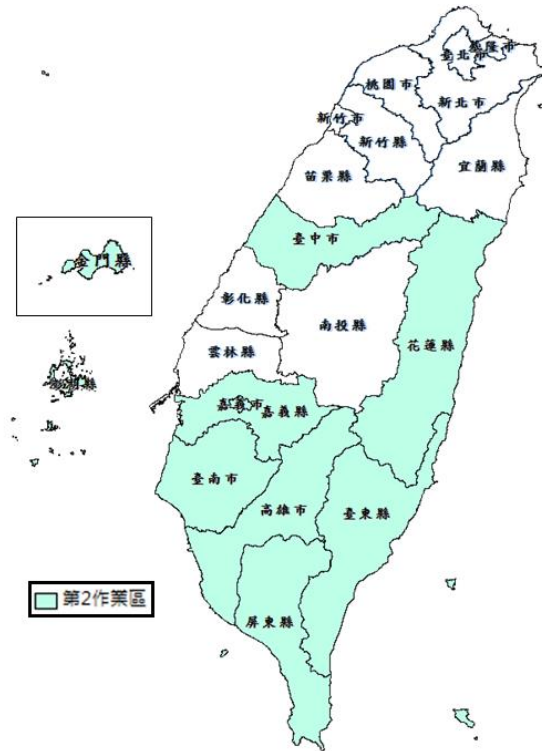 基隆市
臺北市
桃園市
新北市
新竹市
新竹縣
宜蘭縣
苗栗縣
臺中市
金門縣
彰化縣
南投縣
花蓮縣
雲林縣
澎湖縣
嘉義市
嘉義縣
臺南市
高雄市
臺東縣
第2作業區
屏東縣